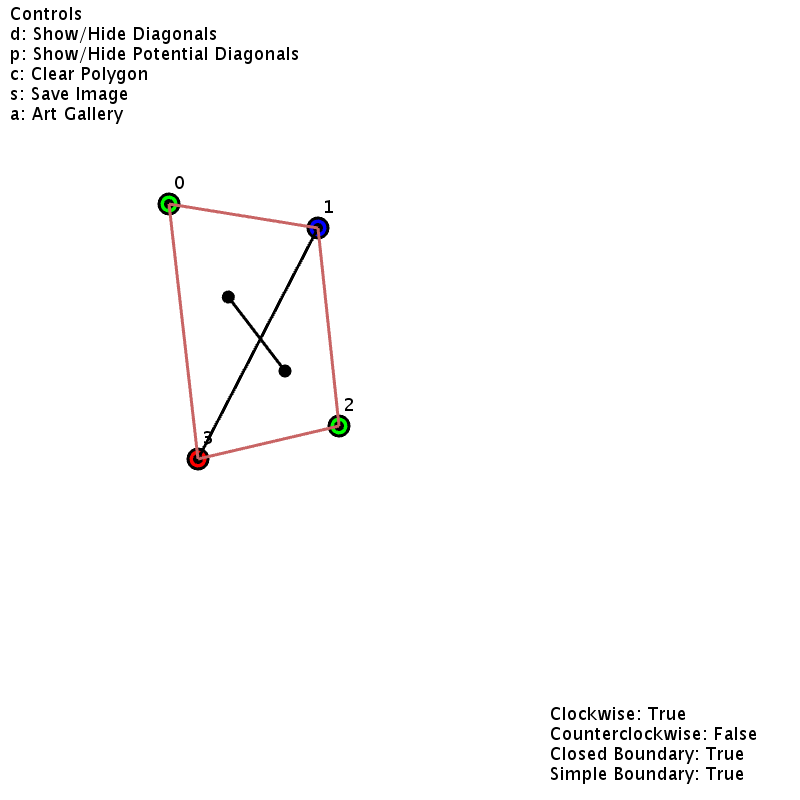 Controls
d: Show/Hide Diagonals
p: Show/Hide Potential Diagonals
c: Clear Polygon
s: Save Image
a: Art Gallery
0
1
2
3
Clockwise: True
Counterclockwise: False
Closed Boundary: True
Simple Boundary: True